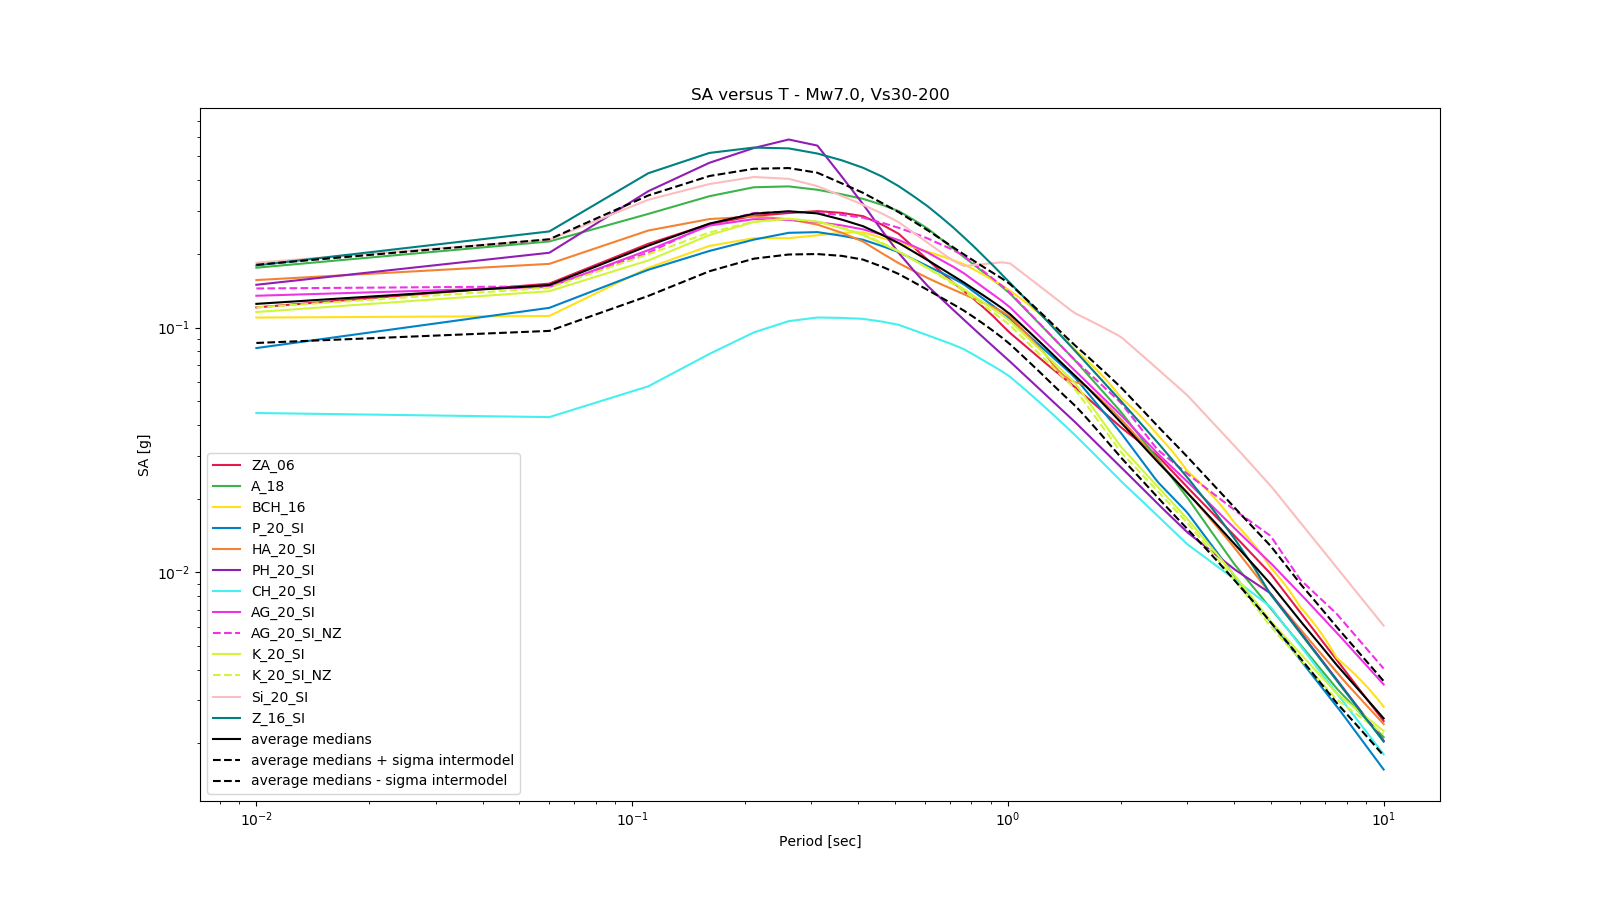 SA versus T - Mw7.0, Vs30-200
SA [g]
10⁻¹
10⁻²
ZA_06
A_18
BCH_16
P_20_SI
HA_20_SI
PH_20_SI
CH_20_SI
AG_20_SI
AG_20_SI_NZ
K_20_SI
K_20_SI_NZ
Si_20_SI
Z_16_SI
average medians
average medians + sigma intermodel
average medians - sigma intermodel
10⁻² 10⁻¹ 10⁰ 10¹
Period [sec]